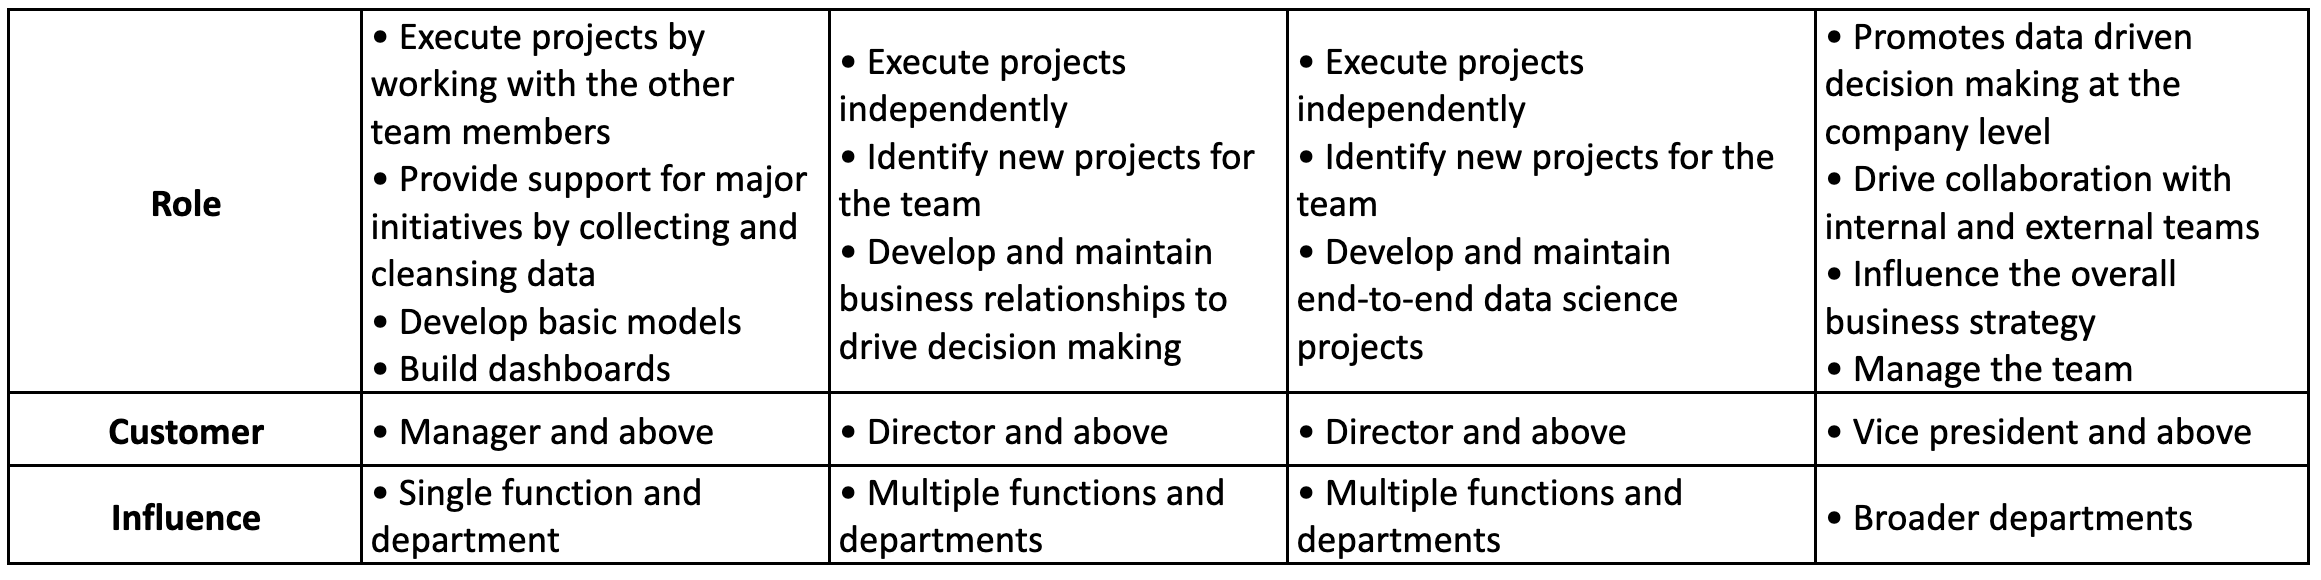 Role
• Execute projects by
working with the other
team members
• Provide support for major
initiatives by collecting and
cleansing data
• Develop basic models
• Build dashboards
• Execute projects
independently
• Identify new projects for
the team
• Develop and maintain
business relationships to
drive decision making
• Execute projects
independently
• Identify new projects for the
team
• Develop and maintain
end-to-end data science
projects
• Promotes data driven
decision making at the
company level
• Drive collaboration with
internal and external teams
• Influence the overall
business strategy
• Manage the team
Customer
• Manager and above
• Director and above
• Director and above
• Vice president and above
Influence
• Single function and
department
• Multiple functions and
departments
• Multiple functions and
departments
• Broader departments